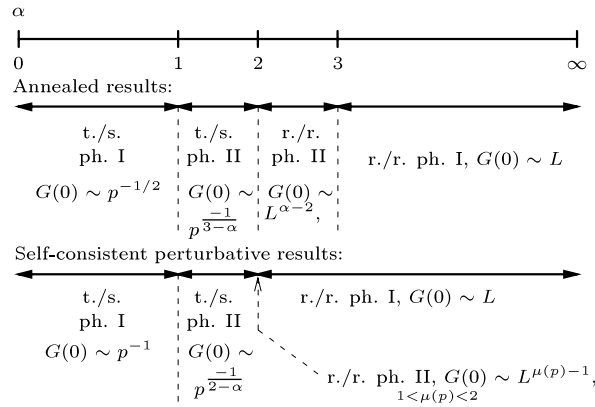 α
0 1 2 3 ∞
Annealed results:
t./s. t./s. r./r.
ph. I ph. II ph. II r./r. ph. I, G(0) ∼ L
G(0) ∼ p^{-1/2} G(0) ∼ G(0) ∼
p^{\frac{-1}{3-α}} L^{α-2},
Self-consistent perturbative results:
t./s. t./s. r./r. ph. I, G(0) ∼ L
ph. I ph. II
G(0) ∼ p^{-1} G(0) ∼
p^{\frac{-1}{2-α}} r./r. ph. II, G(0) ∼ L^{μ(p)-1},
1<μ(p)<2